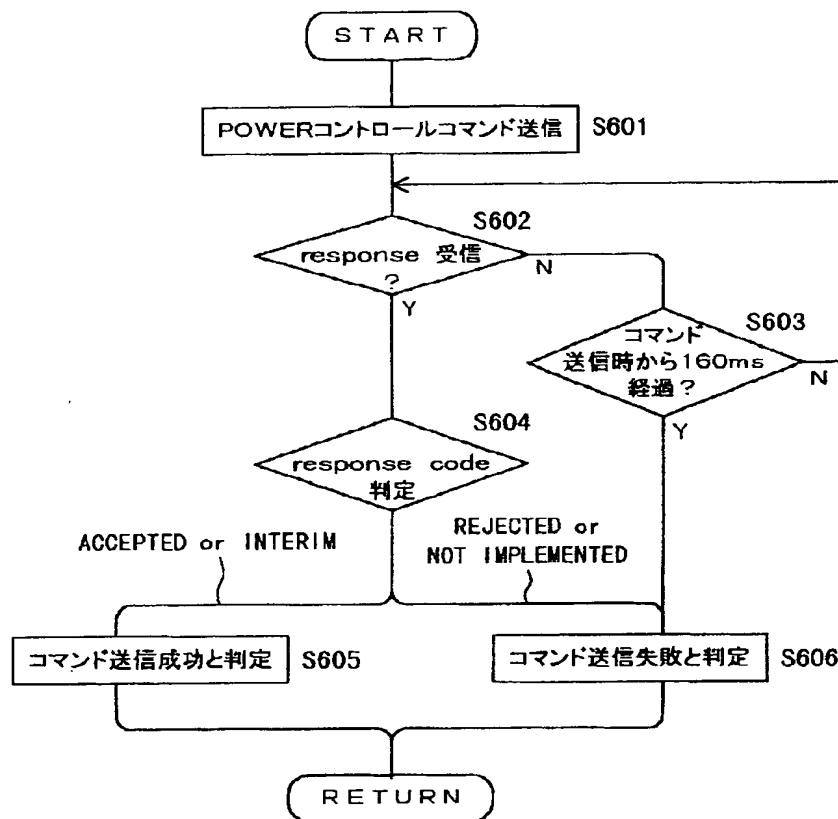 START
POWERコントロールコマンド送信
S601
S602
response 受信
?
N
Y
S603
コマンド
送信時から160ms
経過?
N
Y
S604
response code
判定
ACCEPTED or INTERIM
REJECTED or
NOT IMPLEMENTED
コマンド送信成功と判定
S605
コマンド送信失敗と判定
S606
RETURN